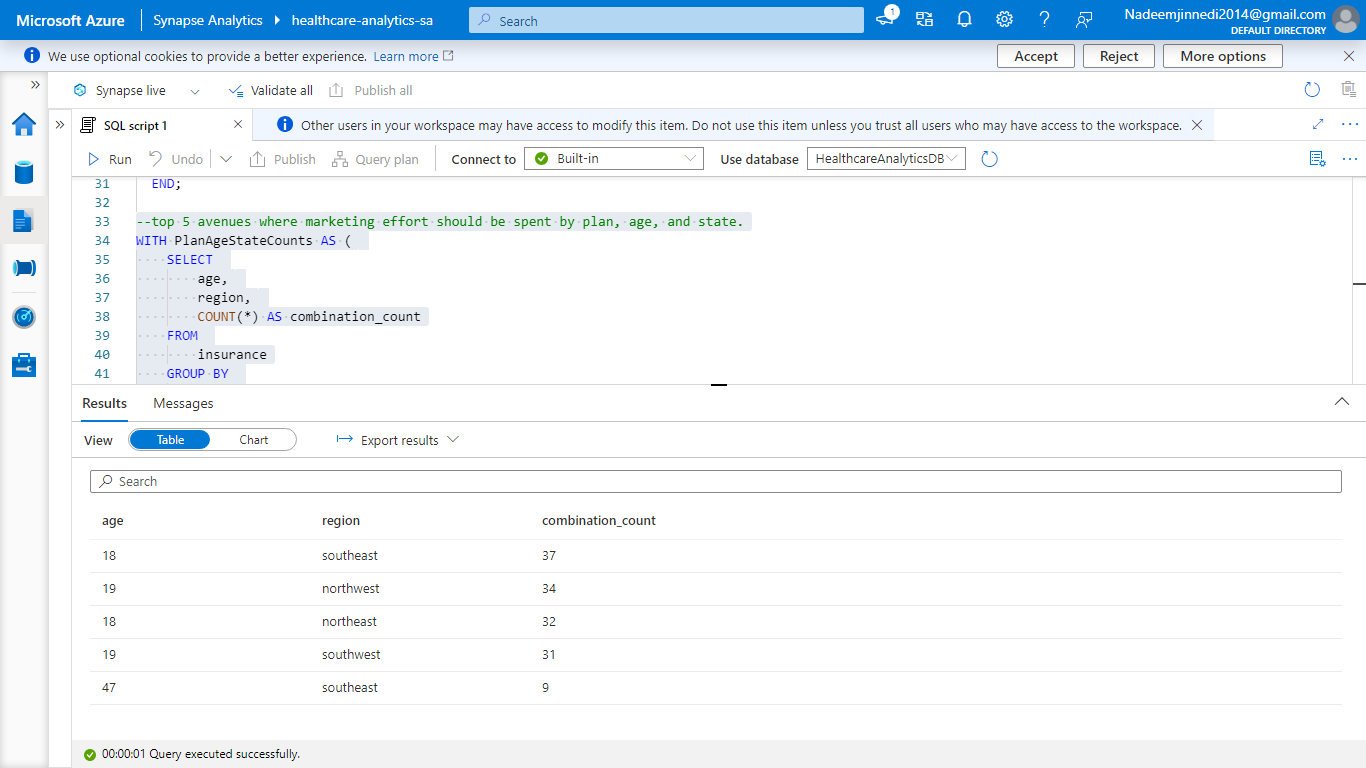 Microsoft Azure Synapse Analytics healthcare-analytics-sa Search 1 Nadeemjinnedi2014@gmail.com
DEFAULT DIRECTORY
We use optional cookies to provide a better experience. Learn more Accept Reject More options
Synapse live Validate all Publish all
SQL script 1 Other users in your workspace may have access to modify this item. Do not use this item unless you trust all users who may have access to the workspace.
Run Undo Publish Query plan Connect to Built-in Use database HealthcareAnalyticsDB
31 END;
32
33 --top 5 avenues where marketing effort should be spent by plan, age, and state.
34 WITH PlanAgeStateCounts AS (
35 SELECT
36 age,
37 region,
38 COUNT(*) AS combination_count
39 FROM
40 insurance
41 GROUP BY
Results Messages
View Table Chart Export results
Search
age region combination_count
18 southeast 37
19 northwest 34
18 northeast 32
19 southwest 31
47 southeast 9
00:00:01 Query executed successfully.